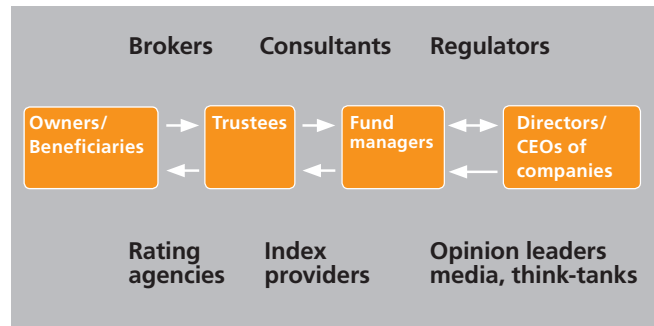 Brokers Consultants Regulators
Owners/
Beneficiaries
Trustees
Fund
managers
Directors/
CEOs of
companies
Rating
agencies
Index
providers
Opinion leaders
media, think-tanks